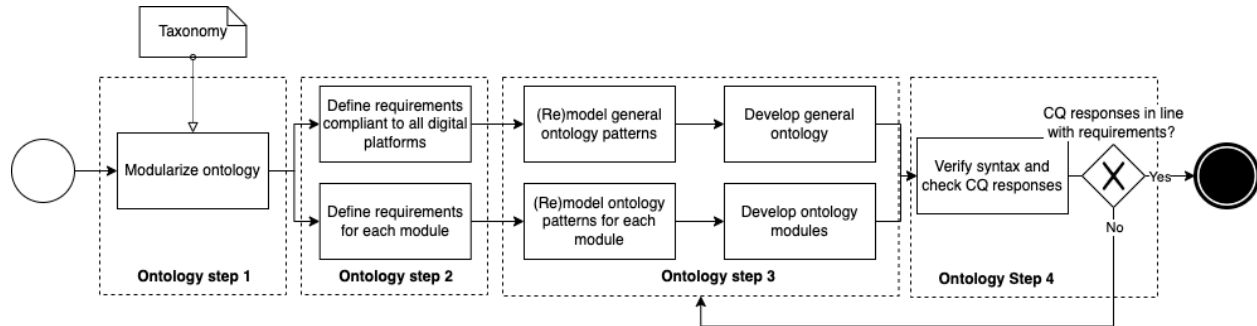 Taxonomy
Modularize ontology
Ontology step 1
Define requirements
compliant to all digital
platforms
Define requirements
for each module
Ontology step 2
(Re)model general
ontology patterns
Develop general
ontology
(Re)model ontology
patterns for each
module
Develop ontology
modules
Ontology step 3
Verify syntax and
check CQ responses
CQ responses in line
with requirements?
Yes
No
Ontology Step 4